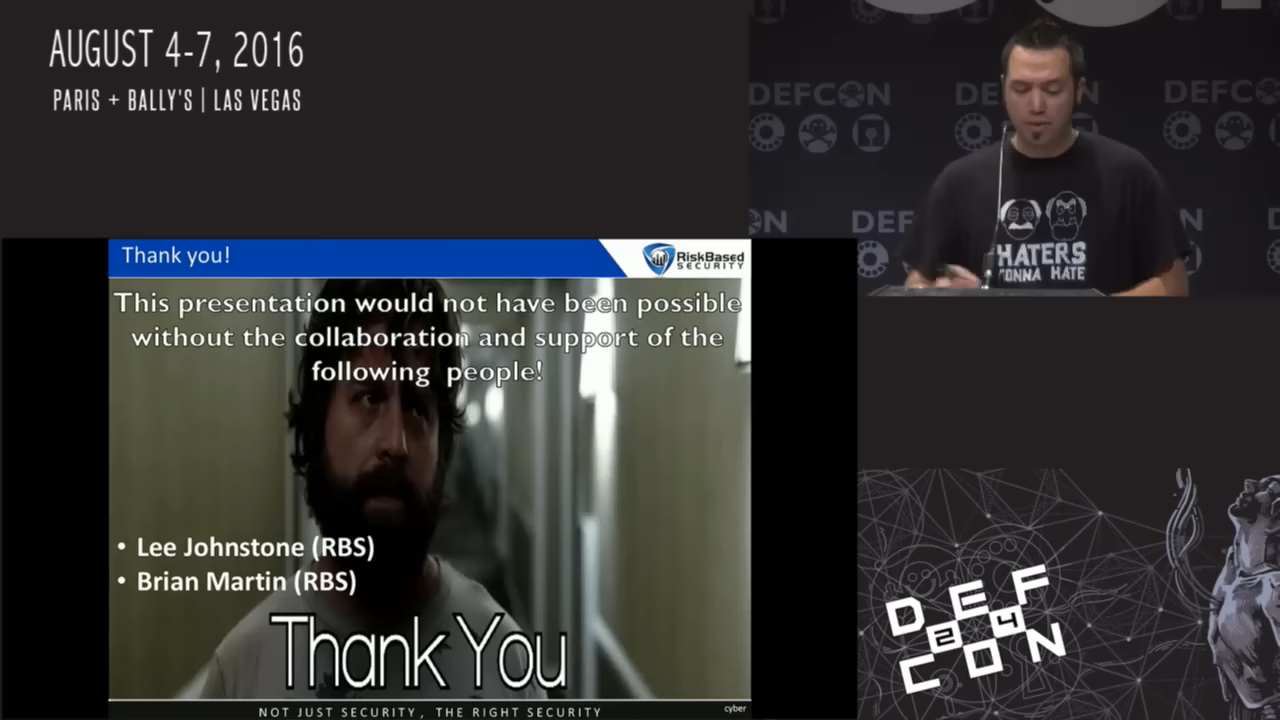 AUGUST 4-7, 2016
PARIS + BALLY'S | LAS VEGAS
DEFCON
DEFCON
HATERS
GONNA HATE
Thank you!
RiskBased
SECURITY
This presentation would not have been possible
without the collaboration and support of the
following people!
• Lee Johnstone (RBS)
• Brian Martin (RBS)
Thank You
NOT JUST SECURITY, THE RIGHT SECURITY
cyber
DEF
24
CON